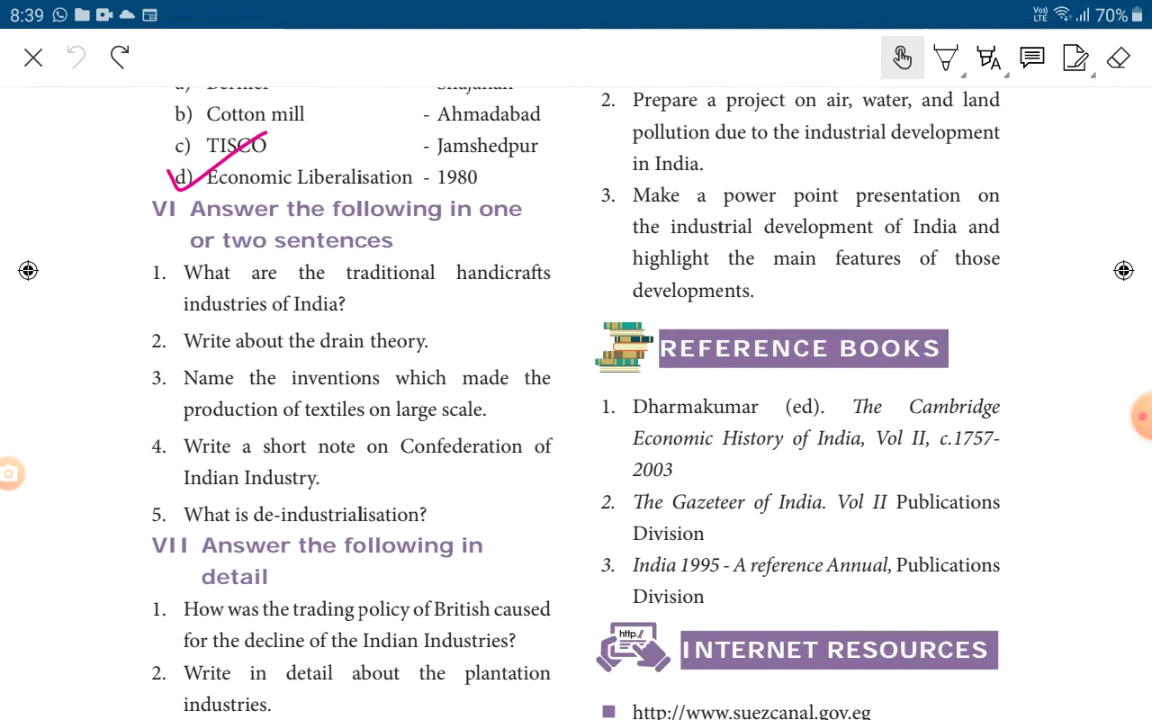 8:39
Vo)) LTE 70%
b) Cotton mill - Ahmadabad
c) TISCO - Jamshedpur
d) Economic Liberalisation - 1980
VI Answer the following in one
or two sentences
1. What are the traditional handicrafts
industries of India?
2. Write about the drain theory.
3. Name the inventions which made the
production of textiles on large scale.
4. Write a short note on Confederation of
Indian Industry.
5. What is de-industrialisation?
VII Answer the following in
detail
1. How was the trading policy of British caused
for the decline of the Indian Industries?
2. Write in detail about the plantation
industries.
2. Prepare a project on air, water, and land
pollution due to the industrial development
in India.
3. Make a power point presentation on
the industrial development of India and
highlight the main features of those
developments.
REFERENCE BOOKS
1. Dharmakumar (ed). The Cambridge
Economic History of India, Vol II, c.1757-
2003
2. The Gazeteer of India. Vol II Publications
Division
3. India 1995 - A reference Annual, Publications
Division
http://
INTERNET RESOURCES
http://www.suezcanal.gov.eg